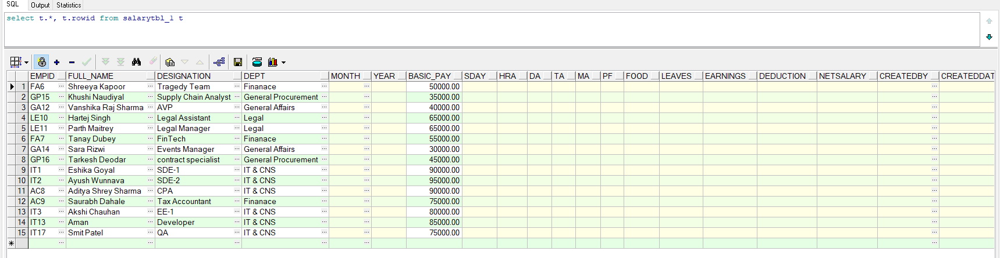 SQL Output Statistics
select t.*, t.rowid from salarytbl_1 t
EMPID FULL_NAME DESIGNATION DEPT MONTH YEAR BASIC_PAY SDAY HRA DA TA MA PF FOOD LEAVES EARNINGS DEDUCTION NETSALARY CREATEDBY CREATEDDAT
1 FA6 Shreeya Kapoor Tragedy Team Finanace 50000.00
2 GP15 Khushi Naudiyal Supply Chain Analyst General Procurement 35000.00
3 GA12 Vanshika Raj Sharma AVP General Affairs 40000.00
4 LE10 Hartej Singh Legal Assistant Legal 65000.00
5 LE11 Parth Maitrey Legal Manager Legal 65000.00
6 FA7 Tanay Dubey FinTech Finanace 55000.00
7 GA14 Sara Rizwi Events Manager General Affairs 30000.00
8 GP16 Tarkesh Deodar contract specialist General Procurement 45000.00
9 IT1 Eshika Goyal SDE-1 IT & CNS 90000.00
10 IT2 Ayush Wunnava SDE-2 IT & CNS 95000.00
11 AC8 Aditya Shrey Sharma CPA IT & CNS 90000.00
12 AC9 Saurabh Dahale Tax Accountant Finanace 75000.00
13 IT3 Akshi Chauhan EE-1 IT & CNS 80000.00
14 IT13 Aman Developer IT & CNS 85000.00
15 IT17 Smit Patel QA IT & CNS 75000.00